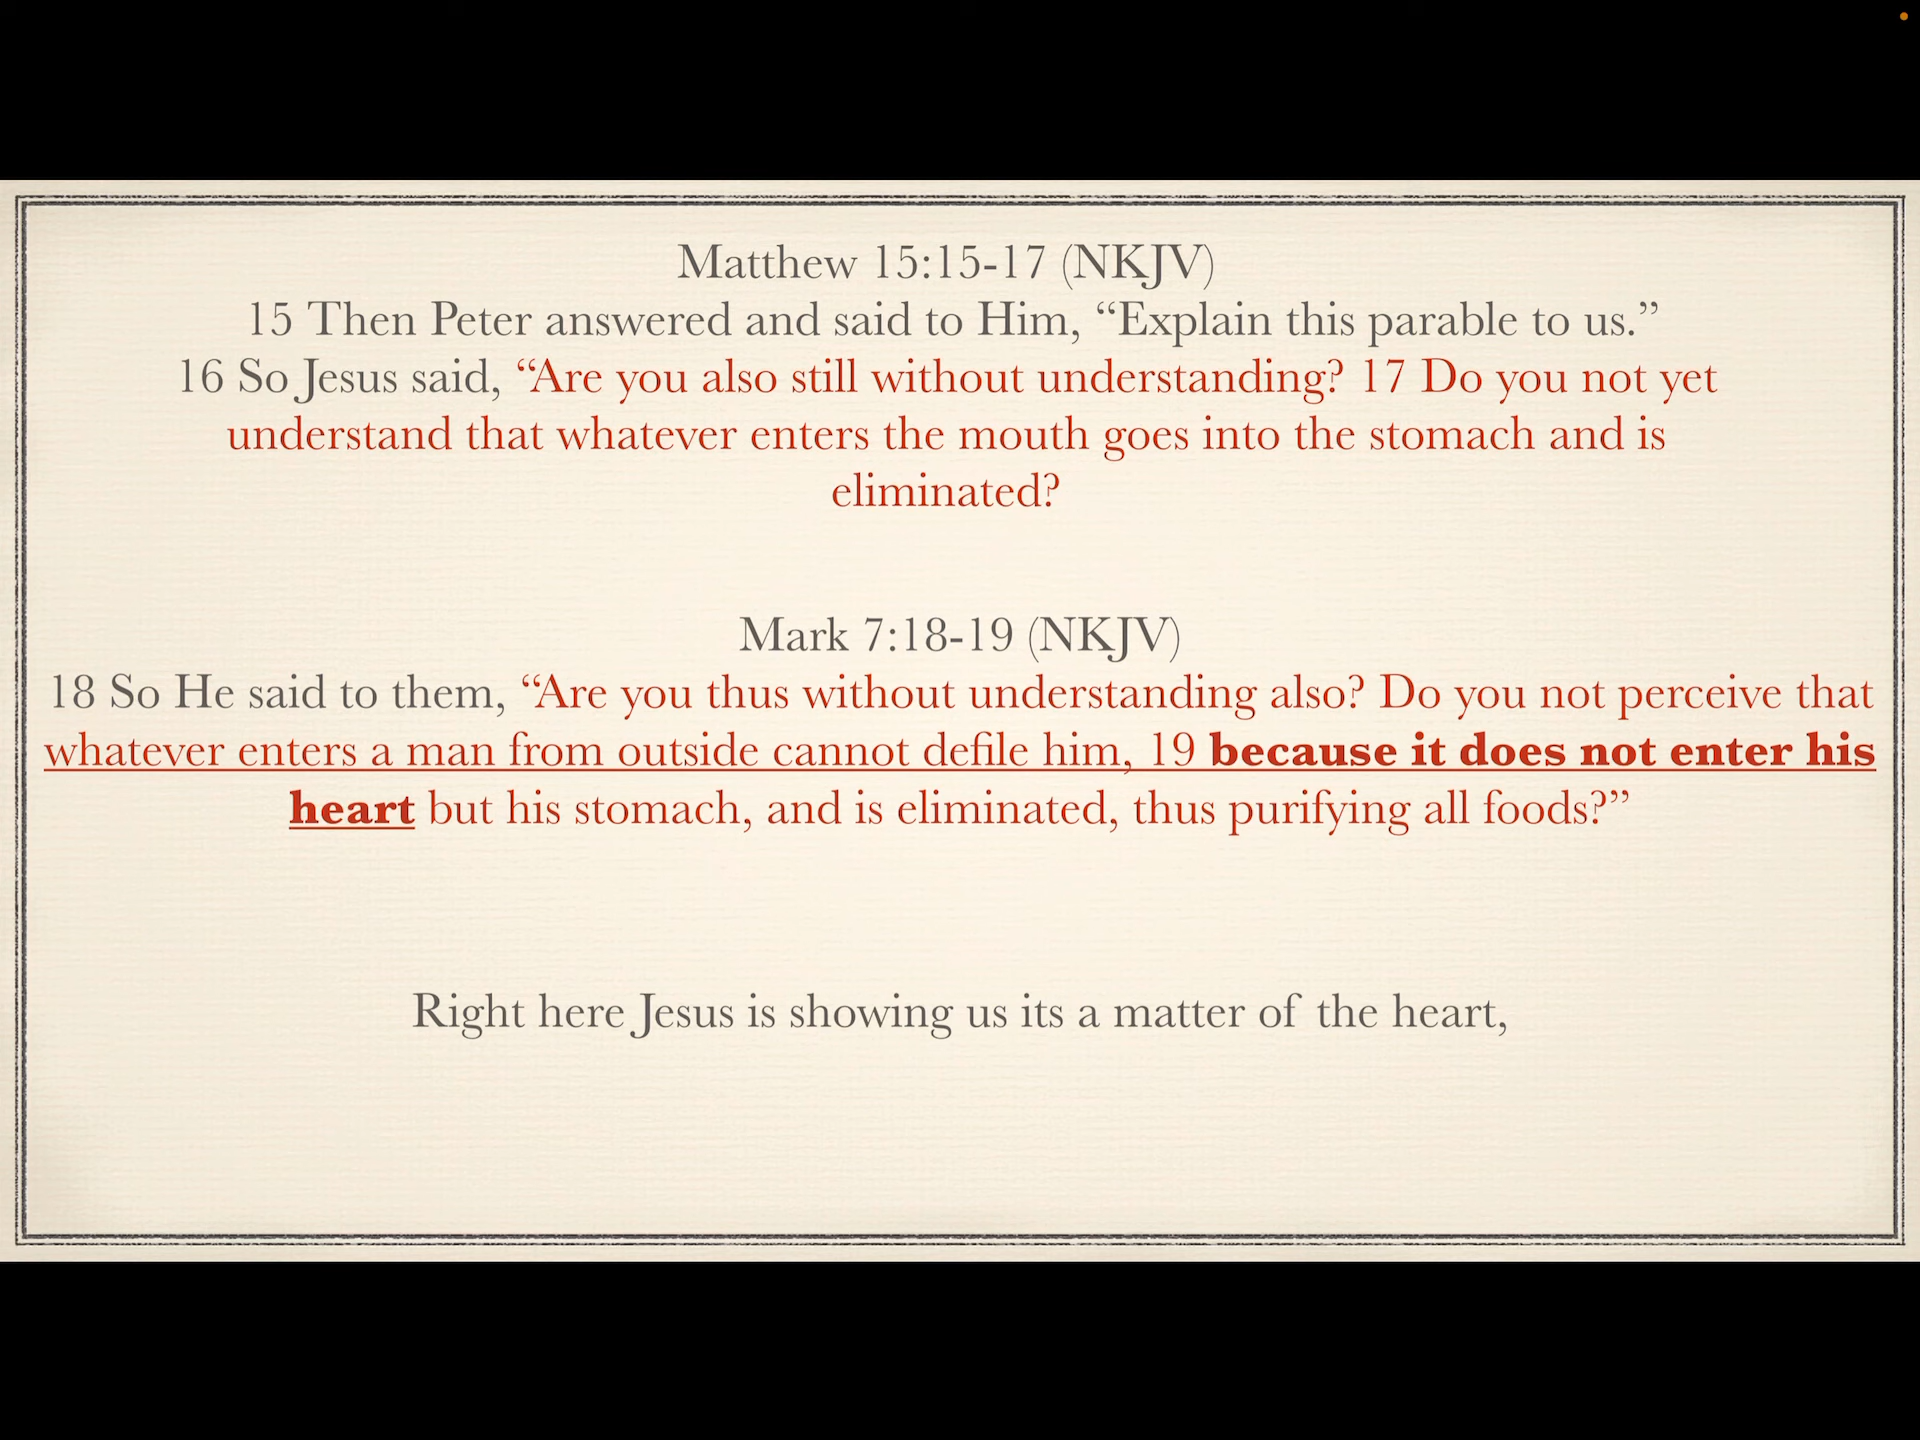 Matthew 15:15-17 (NKJV)
15 Then Peter answered and said to Him, “Explain this parable to us.”
16 So Jesus said, “Are you also still without understanding? 17 Do you not yet
understand that whatever enters the mouth goes into the stomach and is
eliminated?
Mark 7:18-19 (NKJV)
18 So He said to them, “Are you thus without understanding also? Do you not perceive that
whatever enters a man from outside cannot defile him, 19 because it does not enter his
heart but his stomach, and is eliminated, thus purifying all foods?”
Right here Jesus is showing us its a matter of the heart,